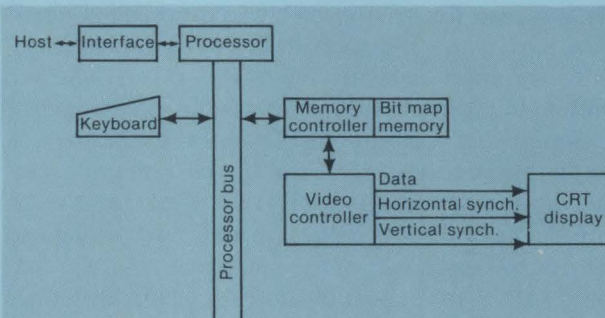 Host
Interface
Processor
Keyboard
Memory
controller
Bit map
memory
Processor bus
Video
controller
Data
Horizontal synch.
Vertical synch.
CRT
display